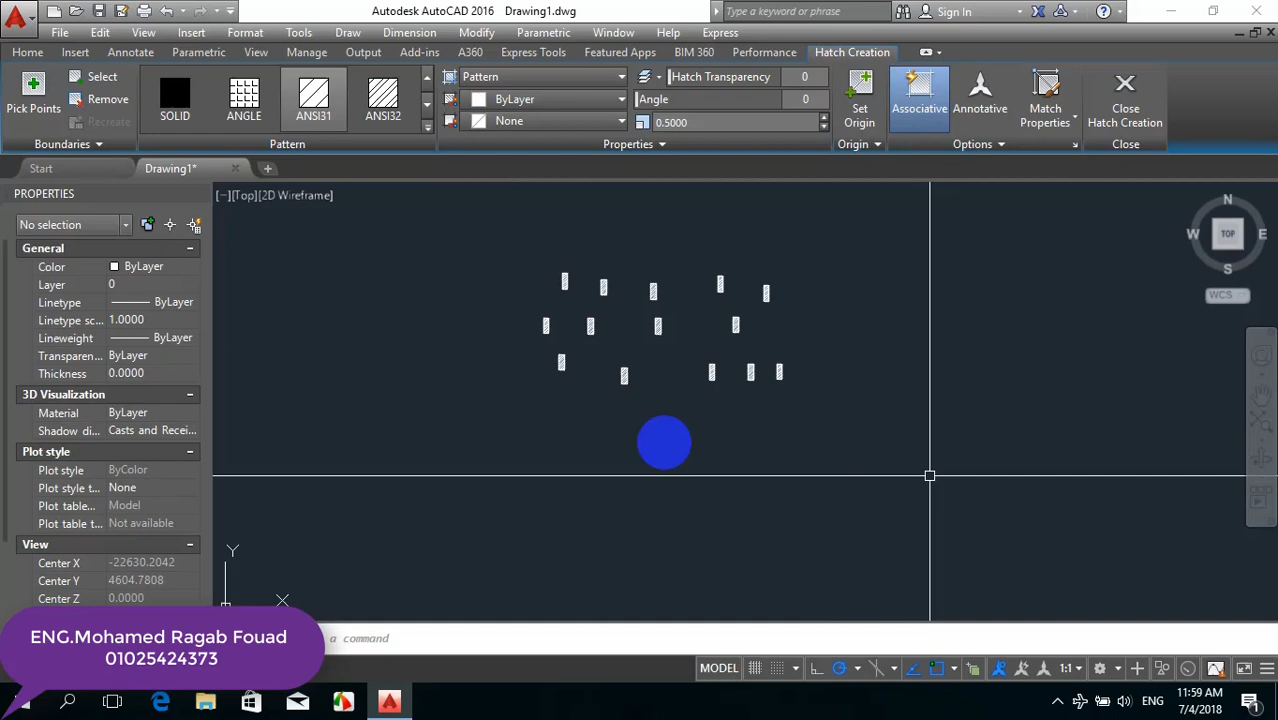 Autodesk AutoCAD 2016 Drawing1.dwg
Type a keyword or phrase
Sign In
File Edit View Insert Format Tools Draw Dimension Modify Parametric Window Help Express
Home Insert Annotate Parametric View Manage Output Add-ins A360 Express Tools Featured Apps BIM 360 Performance Hatch Creation
Pick Points
Select
Remove
Recreate
Boundaries
SOLID
ANGLE
ANSI31
ANSI32
Pattern
Pattern
ByLayer
None
Hatch Transparency 0
Angle 0
0.5000
Properties
Set
Origin
Origin
Associative
Annotative
Match
Properties
Options
Close
Hatch Creation
Close
Start
Drawing1*
PROPERTIES
No selection
General
Color ByLayer
Layer 0
Linetype ByLayer
Linetype sc... 1.0000
Lineweight ByLayer
Transparen... ByLayer
Thickness 0.0000
3D Visualization
Material ByLayer
Shadow di... Casts and Recei...
Plot style
Plot style ByColor
Plot style t... None
Plot table... Model
Plot table t... Not available
View
Center X -22630.2042
Center Y 4604.7808
Center Z 0.0000
[−][Top][2D Wireframe]
N
W TOP E
S
WCS
Y
X
ENG.Mohamed Ragab Fouad
01025424373
a command
MODEL
1:1
ENG
11:59 AM
7/4/2018
1